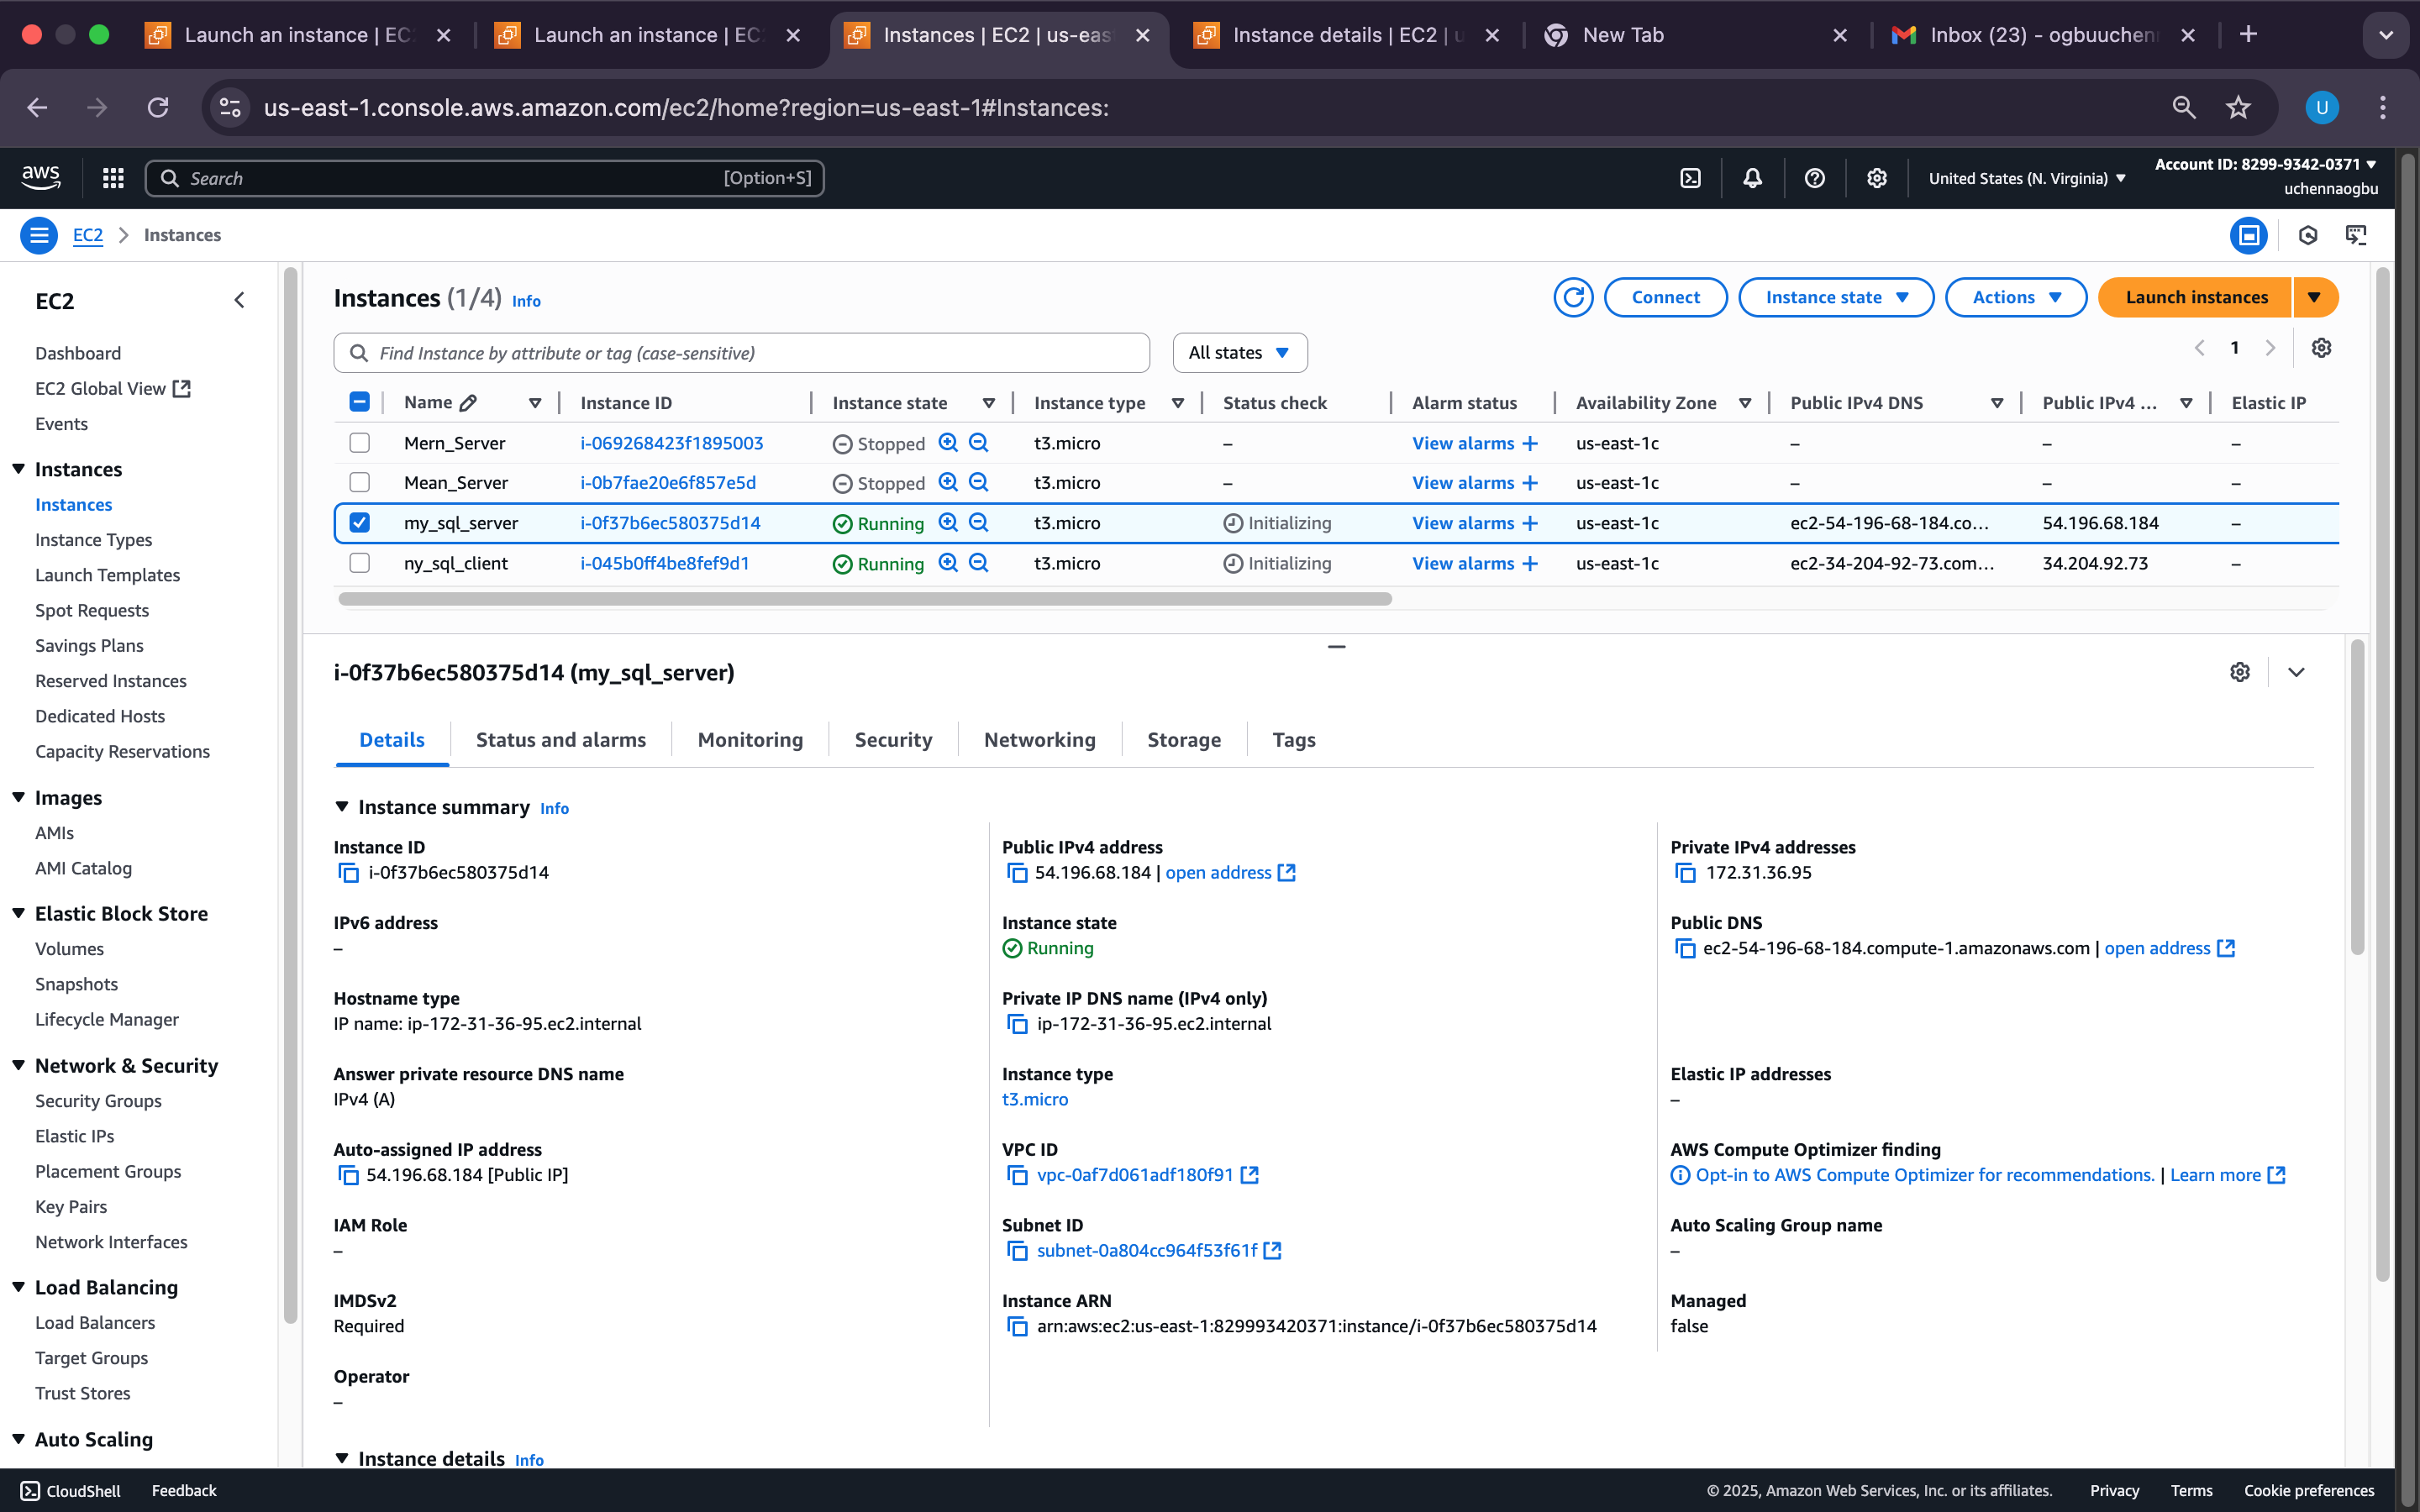 Launch an instance | EC
Launch an instance | EC
Instances | EC2 | us-eas
Instance details | EC2 | u
New Tab
Inbox (23) - ogbuuchen
us-east-1.console.aws.amazon.com/ec2/home?region=us-east-1#Instances:
U
aws
Search
[Option+S]
United States (N. Virginia)
Account ID: 8299-9342-0371
uchennaogbu
EC2
Instances
EC2
Dashboard
EC2 Global View
Events
Instances
Instances
Instance Types
Launch Templates
Spot Requests
Savings Plans
Reserved Instances
Dedicated Hosts
Capacity Reservations
Images
AMIs
AMI Catalog
Elastic Block Store
Volumes
Snapshots
Lifecycle Manager
Network & Security
Security Groups
Elastic IPs
Placement Groups
Key Pairs
Network Interfaces
Load Balancing
Load Balancers
Target Groups
Trust Stores
Auto Scaling
Instances (1/4) Info
Connect
Instance state
Actions
Launch instances
Find Instance by attribute or tag (case-sensitive)
All states
1
Name Instance ID Instance state Instance type Status check Alarm status Availability Zone Public IPv4 DNS Public IPv4 ... Elastic IP
Mern_Server i-069268423f1895003 Stopped t3.micro – View alarms + us-east-1c – – –
Mean_Server i-0b7fae20e6f857e5d Stopped t3.micro – View alarms + us-east-1c – – –
my_sql_server i-0f37b6ec580375d14 Running t3.micro Initializing View alarms + us-east-1c ec2-54-196-68-184.co... 54.196.68.184 –
ny_sql_client i-045b0ff4be8fef9d1 Running t3.micro Initializing View alarms + us-east-1c ec2-34-204-92-73.com... 34.204.92.73 –
i-0f37b6ec580375d14 (my_sql_server)
Details
Status and alarms
Monitoring
Security
Networking
Storage
Tags
Instance summary Info
Instance ID
i-0f37b6ec580375d14
Public IPv4 address
54.196.68.184 | open address
Private IPv4 addresses
172.31.36.95
IPv6 address
–
Instance state
Running
Public DNS
ec2-54-196-68-184.compute-1.amazonaws.com | open address
Hostname type
IP name: ip-172-31-36-95.ec2.internal
Private IP DNS name (IPv4 only)
ip-172-31-36-95.ec2.internal
Answer private resource DNS name
IPv4 (A)
Instance type
t3.micro
Elastic IP addresses
–
Auto-assigned IP address
54.196.68.184 [Public IP]
VPC ID
vpc-0af7d061adf180f91
AWS Compute Optimizer finding
Opt-in to AWS Compute Optimizer for recommendations. | Learn more
IAM Role
–
Subnet ID
subnet-0a804cc964f53f61f
Auto Scaling Group name
–
IMDSv2
Required
Instance ARN
arn:aws:ec2:us-east-1:829993420371:instance/i-0f37b6ec580375d14
Managed
false
Operator
–
Instance details Info
CloudShell
Feedback
© 2025, Amazon Web Services, Inc. or its affiliates.
Privacy
Terms
Cookie preferences